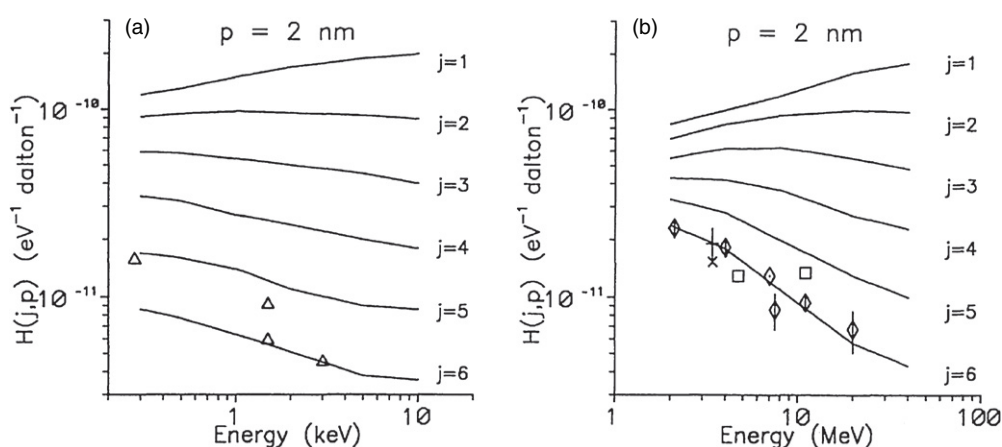 (a)
p = 2 nm
j=1
10 -10
j=2
j=3
j=4
10 -11
j=5
j=6
H(j,p) (eV-1 dalton-1)
1
10
Energy (keV)
(b)
p = 2 nm
j=1
10 -10
j=2
j=3
j=4
10 -11
j=5
j=6
H(j,p) (eV-1 dalton-1)
1
10
100
Energy (MeV)